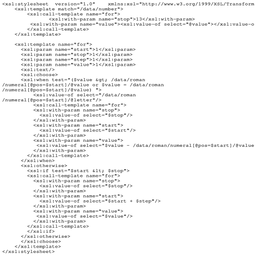 <xsl:stylesheet version="1.0" xmlns:xsl="http://www.w3.org/1999/XSL/Transform
<xsl:template match="/data/number">
<xsl:call-template name="for">
<xsl:with-param name="stop">13</xsl:with-param>
<xsl:with-param name="value"><xsl:value-of select="@value"></xsl:value-o
</xsl:call-template>
</xsl:template>
<xsl:template name="for">
<xsl:param name="start">1</xsl:param>
<xsl:param name="stop">1</xsl:param>
<xsl:param name="step">1</xsl:param>
<xsl:param name="value">1</xsl:param>
<xsl:text/>
<xsl:choose>
<xsl:when test="($value &gt; /data/roman
/numeral[@pos=$start]/@value or $value = /data/roman
/numeral[@pos=$start]/@value) ">
<xsl:value-of select="/data/roman
/numeral[@pos=$start]/@letter"/>
<xsl:call-template name="for">
<xsl:with-param name="stop">
<xsl:value-of select="$stop"/>
</xsl:with-param>
<xsl:with-param name="start">
<xsl:value-of select="$start"/>
</xsl:with-param>
<xsl:with-param name="value">
<xsl:value-of select="$value - /data/roman/numeral[@pos=$start]/@value
</xsl:with-param>
</xsl:call-template>
</xsl:when>
<xsl:otherwise>
<xsl:if test="$start &lt; $stop">
<xsl:call-template name="for">
<xsl:with-param name="stop">
<xsl:value-of select="$stop"/>
</xsl:with-param>
<xsl:with-param name="start">
<xsl:value-of select="$start + $step"/>
</xsl:with-param>
<xsl:with-param name="value">
<xsl:value-of select="$value"/>
</xsl:with-param>
</xsl:call-template>
</xsl:if>
</xsl:otherwise>
</xsl:choose>
</xsl:template>
</xsl:stylesheet>